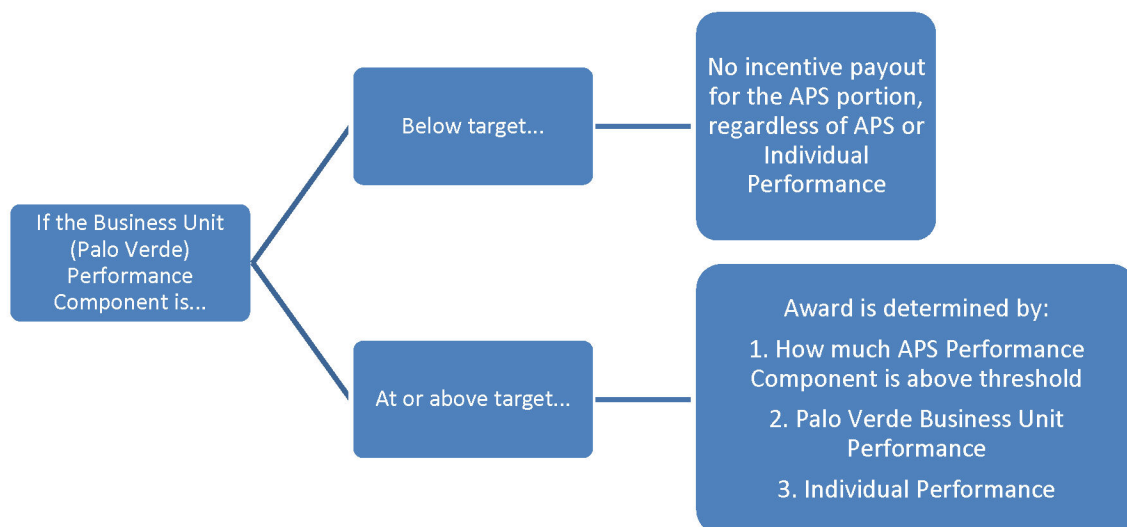 If the Business Unit
(Palo Verde)
Performance
Component is...
Below target...
No incentive payout
for the APS portion,
regardless of APS or
Individual
Performance
At or above target...
Award is determined by:
1. How much APS Performance
Component is above threshold
2. Palo Verde Business Unit
Performance
3. Individual Performance